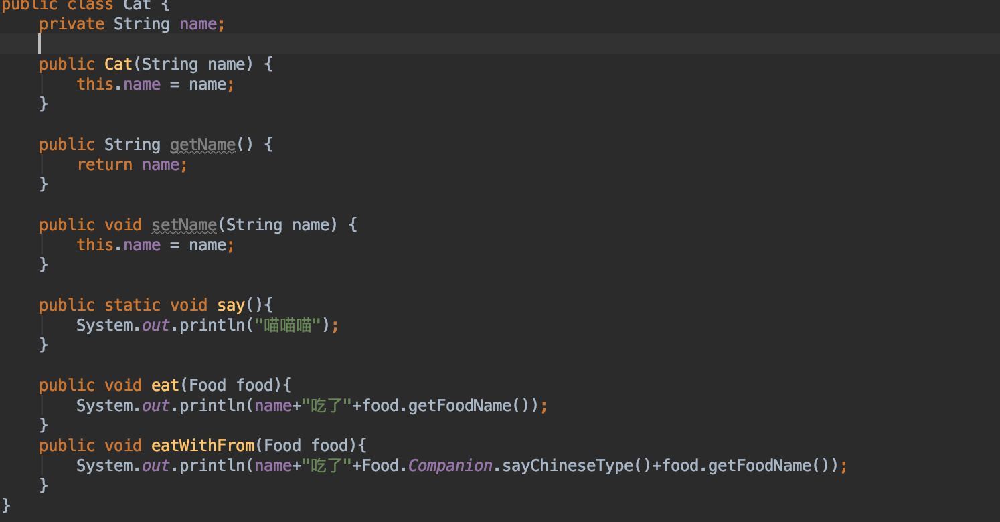 public class Cat {
    private String name;
    public Cat(String name) {
        this.name = name;
    }
    public String getName() {
        return name;
    }
    public void setName(String name) {
        this.name = name;
    }
    public static void say(){
        System.out.println("喵喵喵");
    }
    public void eat(Food food){
        System.out.println(name+"吃了"+food.getFoodName());
    }
    public void eatWithFrom(Food food){
        System.out.println(name+"吃了"+Food.Companion.sayChineseType()+food.getFoodName());
    }
}